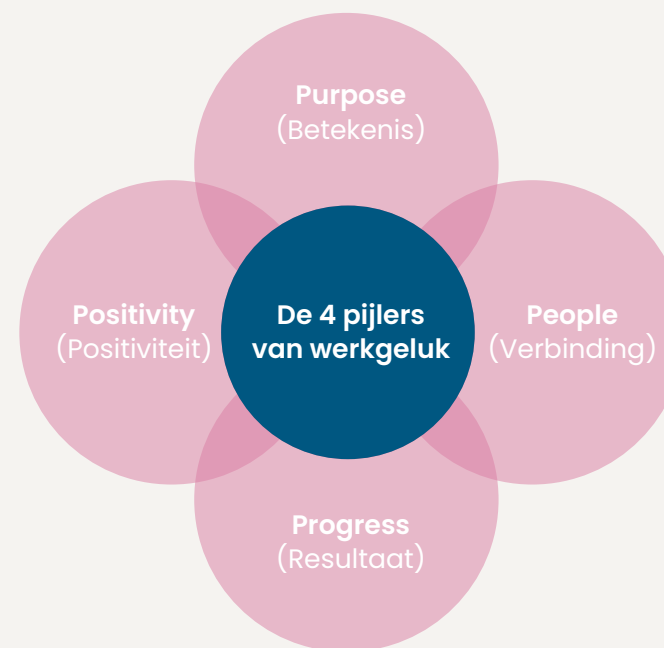 Purpose
(Betekenis)
Positivity
(Positiviteit)
De 4 pijlers
van werkgeluk
People
(Verbinding)
Progress
(Resultaat)